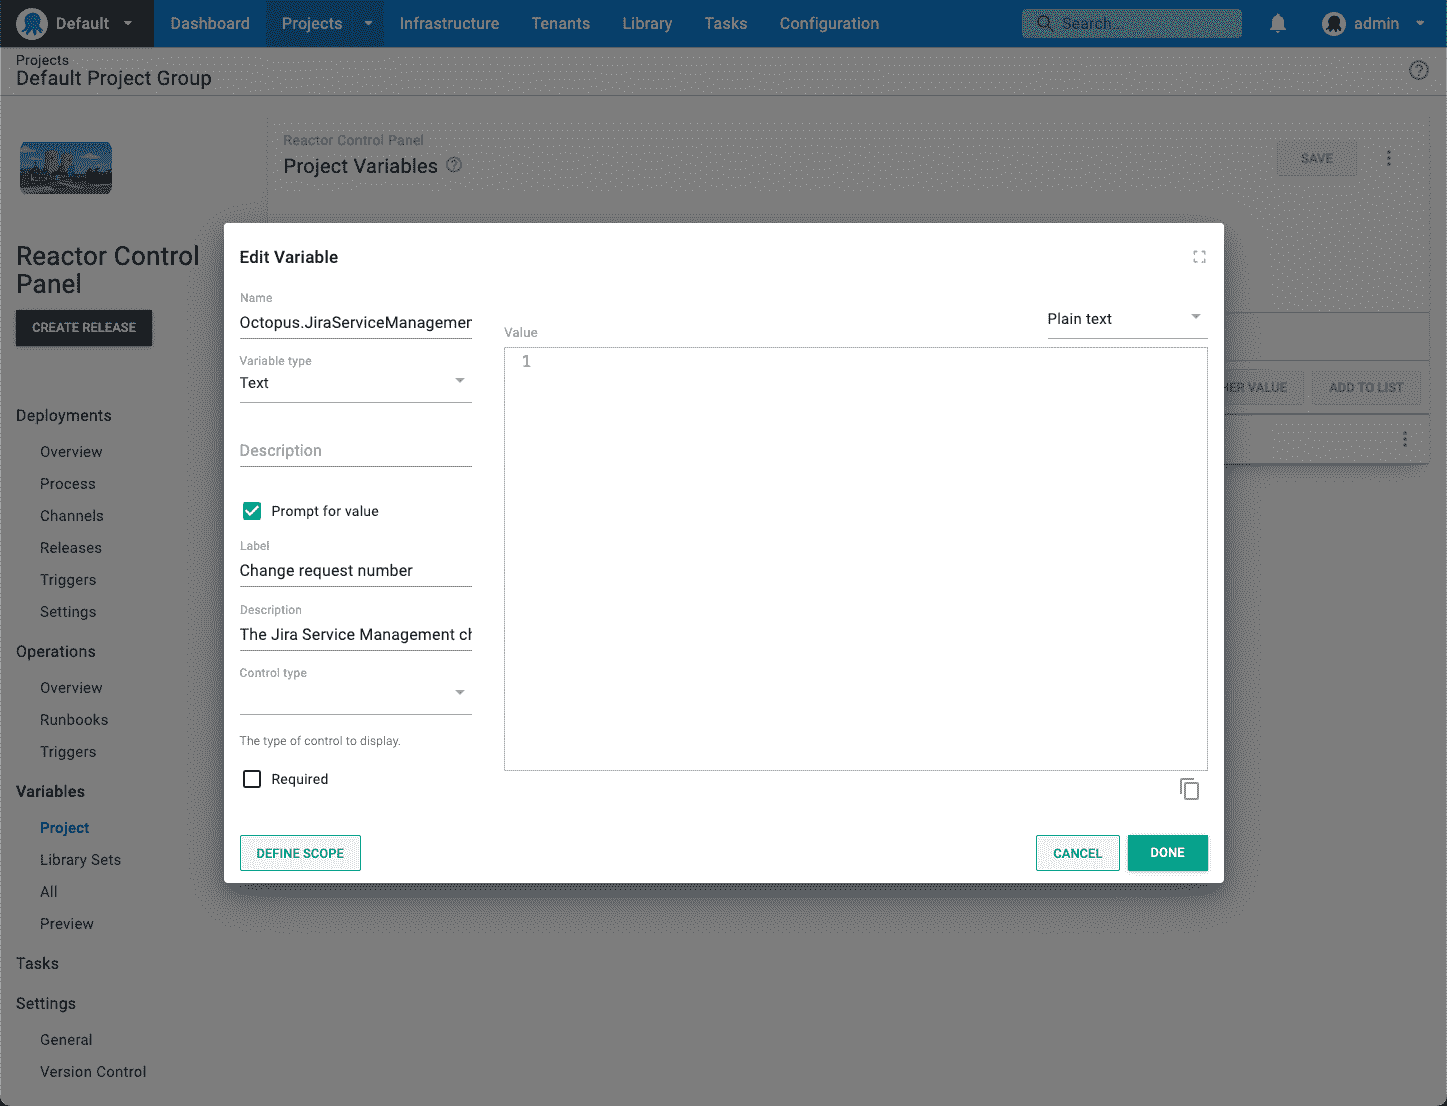 Default
Dashboard
Projects
Infrastructure
Tenants
Library
Tasks
Configuration
Search
admin
Projects
Default Project Group
Reactor Control Panel
Project Variables
SAVE
Reactor Control
Panel
CREATE RELEASE
Deployments
Overview
Process
Channels
Releases
Triggers
Settings
Operations
Overview
Runbooks
Triggers
Variables
Project
Library Sets
All
Preview
Tasks
Settings
General
Version Control
Edit Variable
Name
Octopus.JiraServiceManagemen
Variable type
Text
Description
Prompt for value
Label
Change request number
Description
The Jira Service Management ch
Control type
The type of control to display.
Required
DEFINE SCOPE
Value
Plain text
1
CANCEL
DONE
HER VALUE
ADD TO LIST